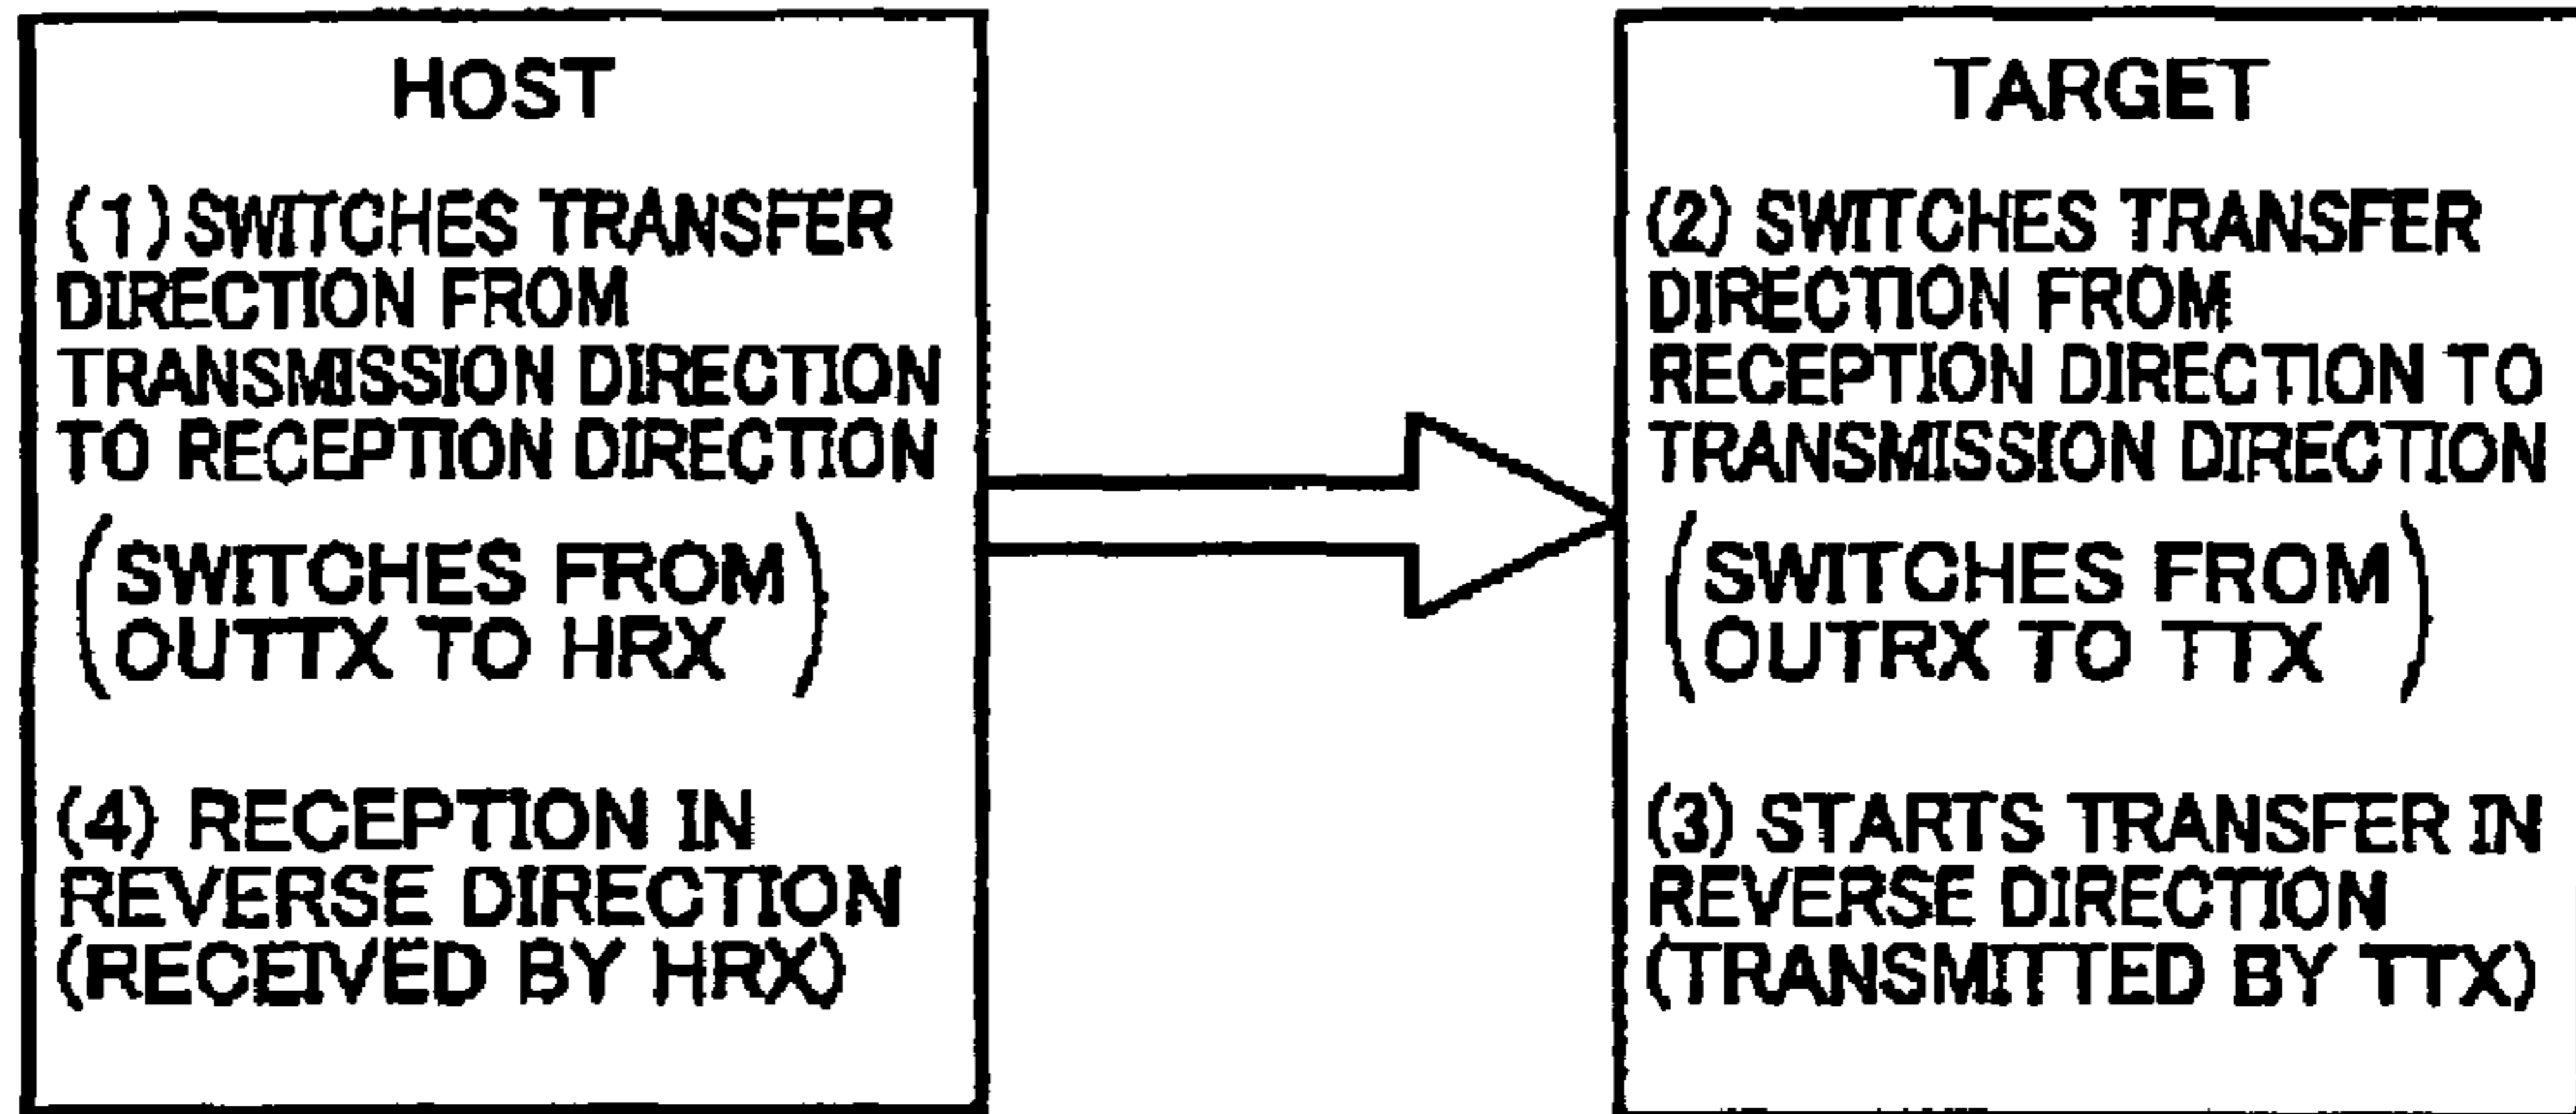 HOST
(1) SWITCHES TRANSFER
DIRECTION FROM
TRANSMISSION DIRECTION
TO RECEPTION DIRECTION
(SWITCHES FROM
OUTTX TO HRX)
(4) RECEPTION IN
REVERSE DIRECTION
(RECEIVED BY HRX)
TARGET
(2) SWITCHES TRANSFER
DIRECTION FROM
RECEPTION DIRECTION TO
TRANSMISSION DIRECTION
(SWITCHES FROM
OUTRX TO TTX)
(3) STARTS TRANSFER IN
REVERSE DIRECTION
(TRANSMITTED BY TTX)